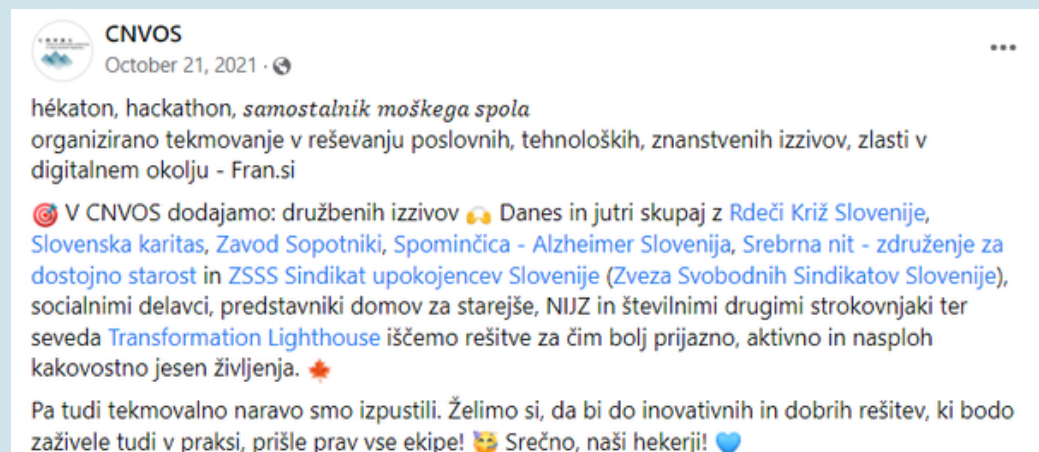 CNVOS
October 21, 2021
hékaton, hackathon, samostalnik moškega spola
organizirano tekmovanje v reševanju poslovnih, tehnoloških, znanstvenih izzivov, zlasti v
digitalnem okolju - Fran.si
🎯 V CNVOS dodajamo: družbenih izzivov 🙌 Danes in jutri skupaj z Rdeči Križ Slovenije,
Slovenska karitas, Zavod Sopotniki, Spominčica - Alzheimer Slovenija, Srebrna nit - združenje za
dostojno starost in ZSSS Sindikat upokojencev Slovenije (Zveza Svobodnih Sindikatov Slovenije),
socialnimi delavci, predstavniki domov za starejše, NIJZ in številnimi drugimi strokovnjaki ter
seveda Transformation Lighthouse iščemo rešitve za čim bolj prijazno, aktivno in nasploh
kakovostno jesen življenja. 🍁
Pa tudi tekmovalno naravo smo izpustili. Želimo si, da bi do inovativnih in dobrih rešitev, ki bodo
zaživele tudi v praksi, prišle prav vse ekipe! 🥳 Srečno, naši hekerji! 💙